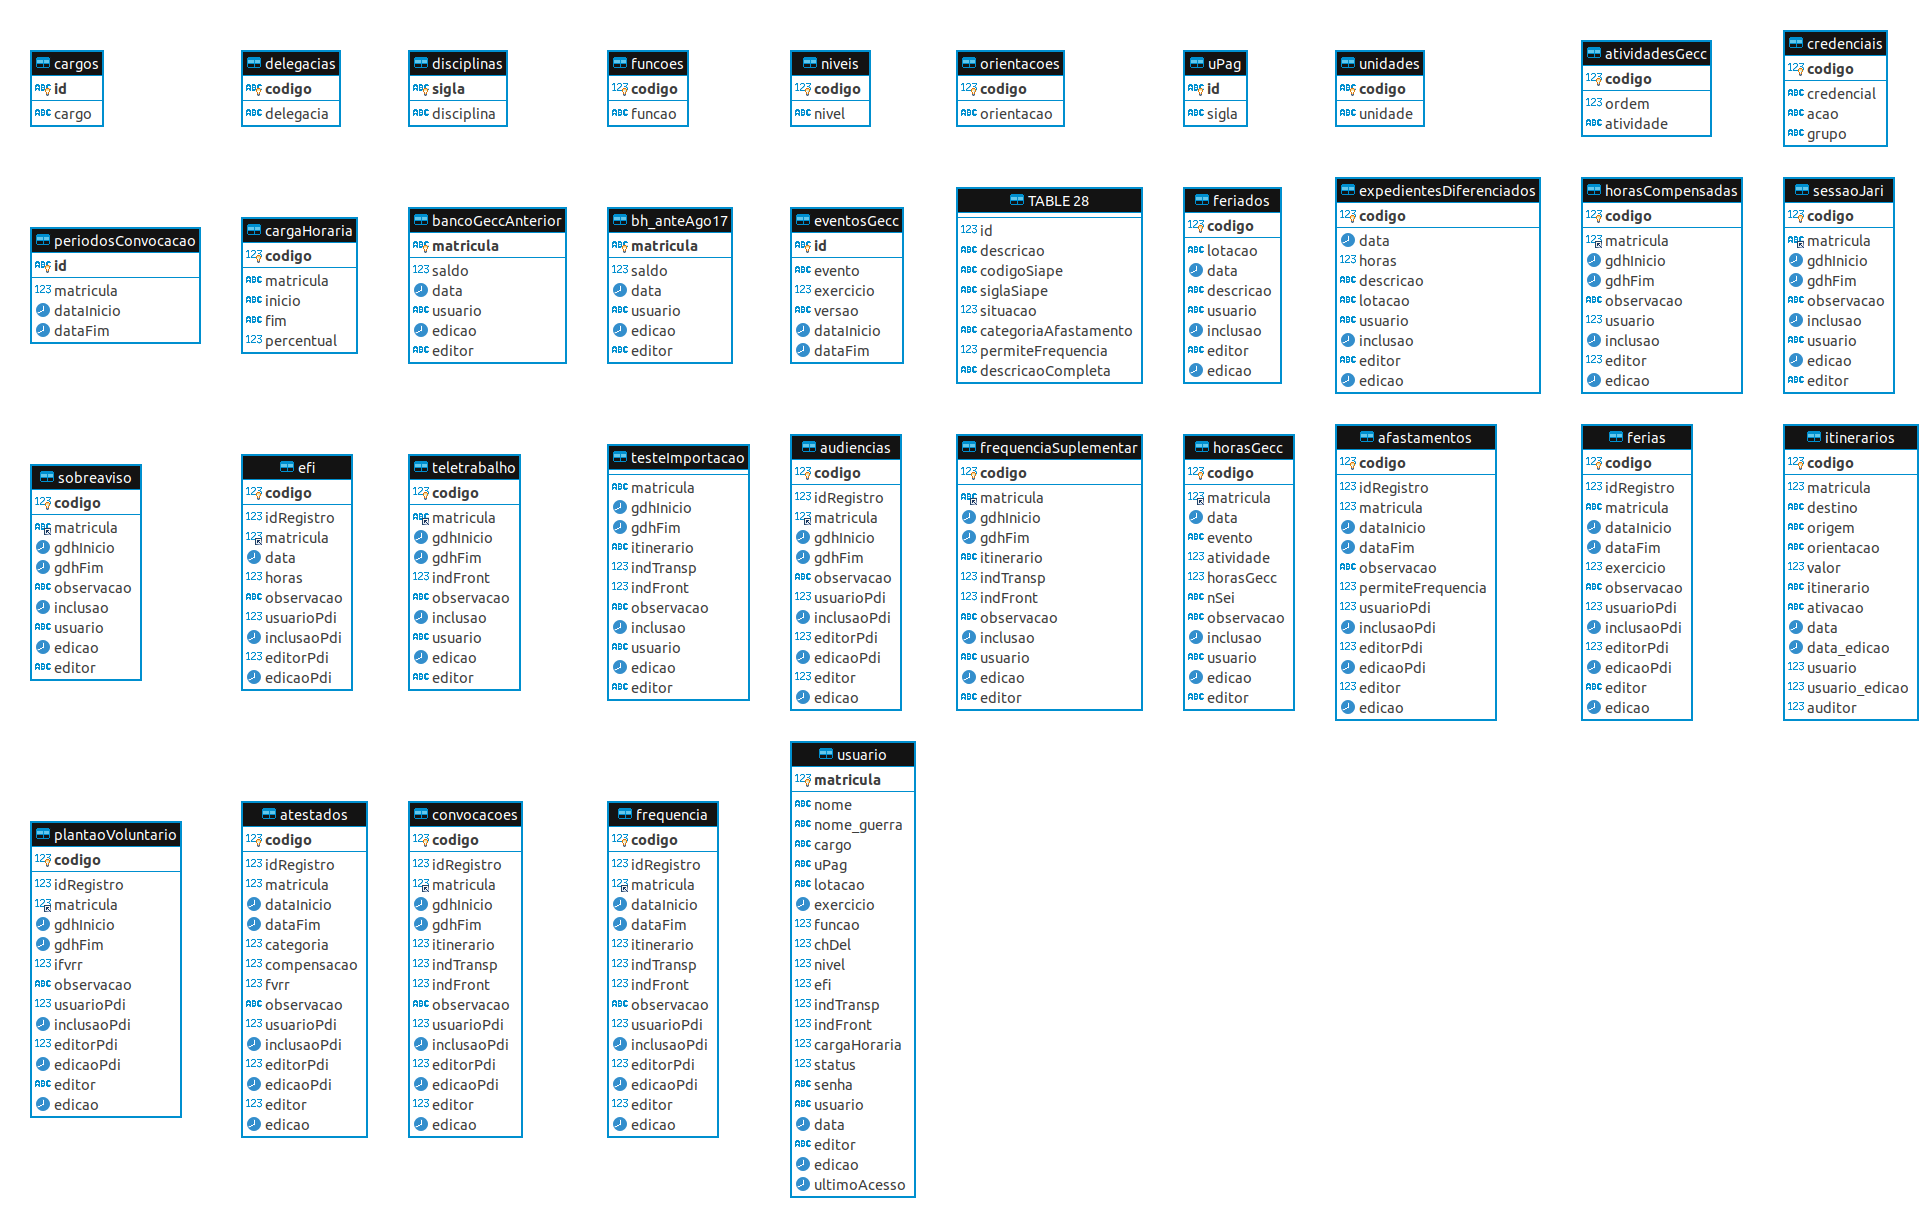 cargos
id
cargo
delegacias
codigo
delegacia
disciplinas
sigla
disciplina
funcoes
codigo
funcao
niveis
codigo
nivel
orientacoes
codigo
orientacao
uPag
id
sigla
unidades
codigo
unidade
atividadesGecc
codigo
ordem
atividade
credenciais
codigo
credencial
acao
grupo
periodosConvocacao
id
matricula
dataInicio
dataFim
cargaHoraria
codigo
matricula
inicio
fim
percentual
bancoGeccAnterior
matricula
saldo
data
usuario
edicao
editor
bh_anteAgo17
matricula
saldo
data
usuario
edicao
editor
eventosGecc
id
evento
exercicio
versao
dataInicio
dataFim
TABLE 28
id
descricao
codigoSiape
siglaSiape
situacao
categoriaAfastamento
permiteFrequencia
descricaoCompleta
feriados
codigo
lotacao
data
descricao
usuario
inclusao
editor
edicao
expedientesDiferenciados
codigo
data
horas
descricao
lotacao
usuario
inclusao
editor
edicao
horasCompensadas
codigo
matricula
gdhInicio
gdhFim
observacao
usuario
inclusao
editor
edicao
sessaoJari
codigo
matricula
gdhInicio
gdhFim
observacao
inclusao
usuario
edicao
editor
sobreaviso
codigo
matricula
gdhInicio
gdhFim
observacao
inclusao
usuario
edicao
editor
efi
codigo
idRegistro
matricula
data
horas
observacao
usuarioPdi
inclusaoPdi
editorPdi
edicaoPdi
teletrabalho
codigo
matricula
gdhInicio
gdhFim
indFront
observacao
inclusao
usuario
edicao
editor
testeImportacao
matricula
gdhInicio
gdhFim
itinerario
indTransp
indFront
observacao
inclusao
usuario
edicao
editor
audiencias
codigo
idRegistro
matricula
gdhInicio
gdhFim
observacao
usuarioPdi
inclusaoPdi
editorPdi
edicaoPdi
editor
edicao
frequenciaSuplementar
codigo
matricula
gdhInicio
gdhFim
itinerario
indTransp
indFront
observacao
inclusao
usuario
edicao
editor
horasGecc
codigo
matricula
data
evento
atividade
horasGecc
nSei
observacao
inclusao
usuario
edicao
editor
afastamentos
codigo
idRegistro
matricula
dataInicio
dataFim
observacao
permiteFrequencia
usuarioPdi
inclusaoPdi
editorPdi
edicaoPdi
editor
edicao
ferias
codigo
idRegistro
matricula
dataInicio
dataFim
exercicio
observacao
usuarioPdi
inclusaoPdi
editorPdi
edicaoPdi
editor
edicao
itinerarios
codigo
matricula
destino
origem
orientacao
valor
itinerario
ativacao
data
data_edicao
usuario
usuario_edicao
auditor
plantaoVoluntario
codigo
idRegistro
matricula
gdhInicio
gdhFim
ifvrr
observacao
usuarioPdi
inclusaoPdi
editorPdi
edicaoPdi
editor
edicao
atestados
codigo
idRegistro
matricula
dataInicio
dataFim
categoria
compensacao
fvrr
observacao
usuarioPdi
inclusaoPdi
editorPdi
edicaoPdi
editor
edicao
convocacoes
codigo
idRegistro
matricula
gdhInicio
gdhFim
itinerario
indTransp
indFront
observacao
usuarioPdi
inclusaoPdi
editorPdi
edicaoPdi
editor
edicao
frequencia
codigo
idRegistro
matricula
dataInicio
dataFim
itinerario
indTransp
indFront
observacao
usuarioPdi
inclusaoPdi
editorPdi
edicaoPdi
editor
edicao
usuario
matricula
nome
nome_guerra
cargo
uPag
lotacao
exercicio
funcao
chDel
nivel
efi
indTransp
indFront
cargaHoraria
status
senha
usuario
data
editor
edicao
ultimoAcesso